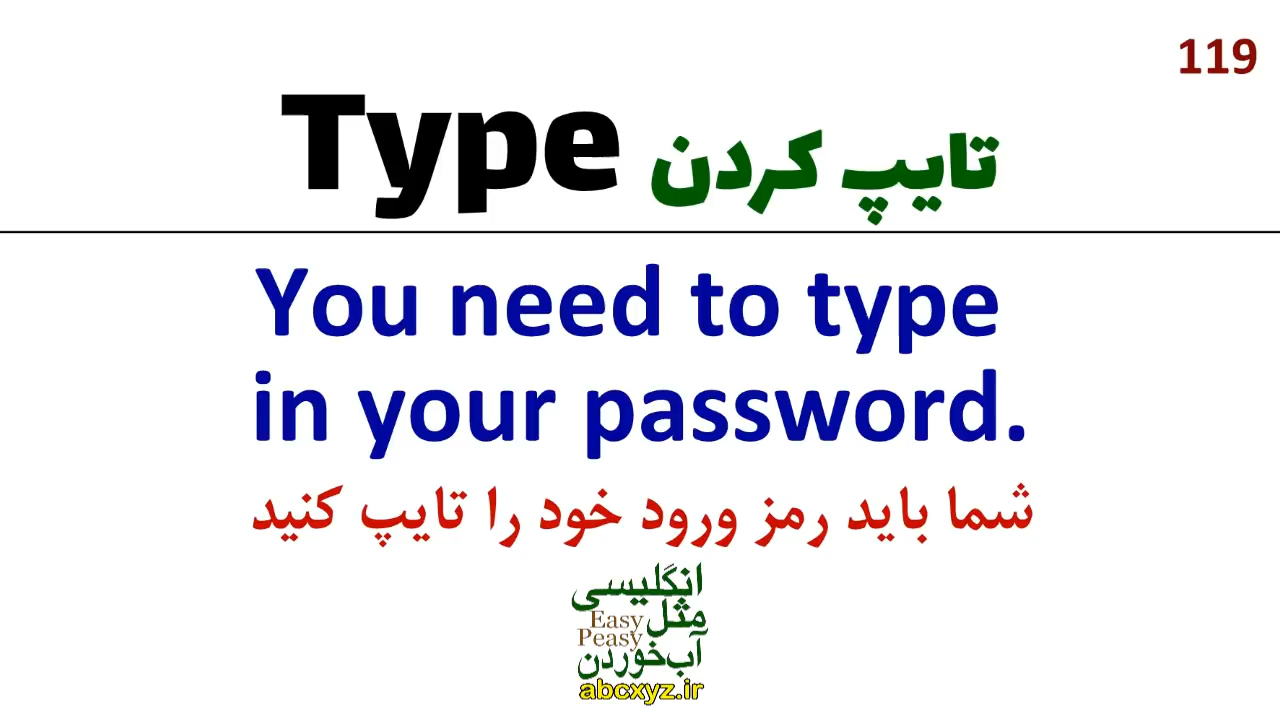 119
Type تایپ کردن
You need to type
in your password.
شما باید رمز ورود خود را تایپ کنید
انگلیسی
مثل
Easy
Peasy
آب‌خوردن
abcxyz.ir